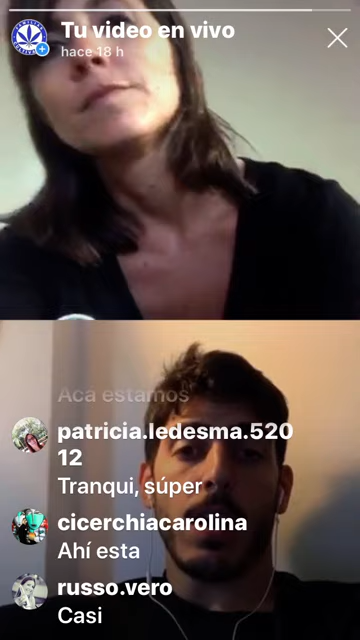 Tu video en vivo
hace 18 h
Acá estamos
patricia.ledesma.520
12
Tranqui, súper
cicerchiacarolina
Ahí esta
russo.vero
Casi